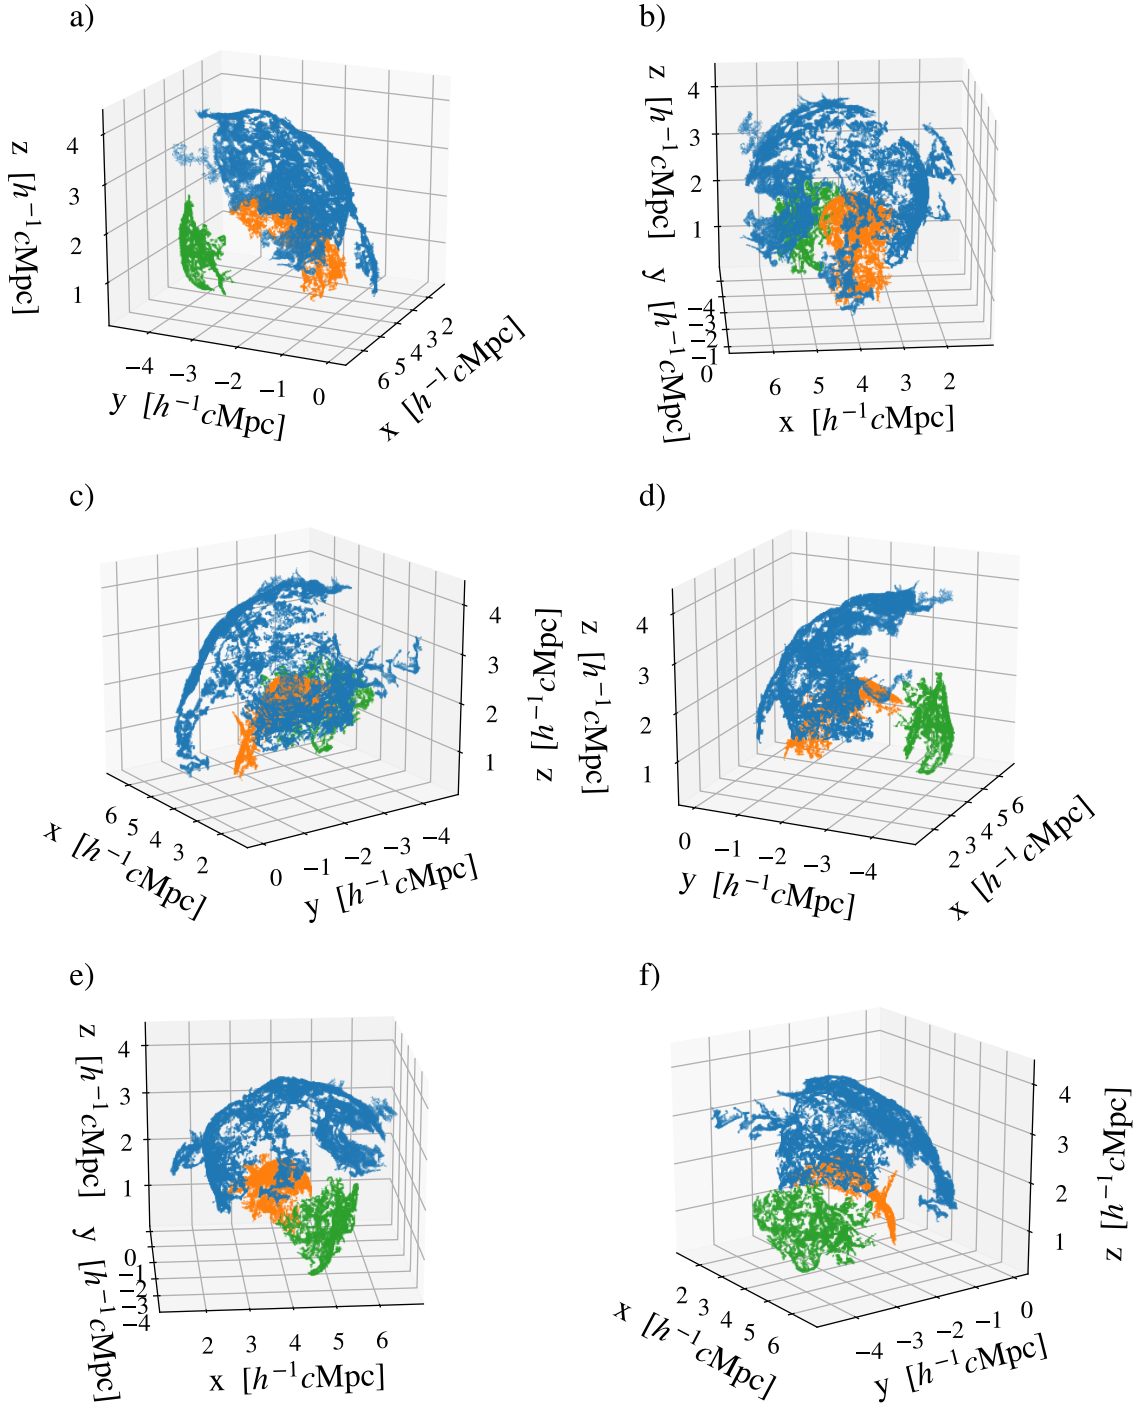 a)
z [h⁻¹cMpc]
4
3
2
1
−4 −3 −2 −1 0
y [h⁻¹cMpc]
6 5 4 3 2
x [h⁻¹cMpc]
b)
z [h⁻¹cMpc]
4
3
2
1
y [h⁻¹cMpc]
−4
−3
−2
−1
0
6 5 4 3 2
x [h⁻¹cMpc]
c)
z [h⁻¹cMpc]
4
3
2
1
6 5 4 3 2
x [h⁻¹cMpc]
0 −1 −2 −3 −4
y [h⁻¹cMpc]
d)
z [h⁻¹cMpc]
4
3
2
1
0 −1 −2 −3 −4
y [h⁻¹cMpc]
2 3 4 5 6
x [h⁻¹cMpc]
e)
z [h⁻¹cMpc]
4
3
2
1
y [h⁻¹cMpc]
0
−1
−2
−3
−4
2 3 4 5 6
x [h⁻¹cMpc]
f)
z [h⁻¹cMpc]
4
3
2
1
2 3 4 5 6
x [h⁻¹cMpc]
−4 −3 −2 −1 0
y [h⁻¹cMpc]